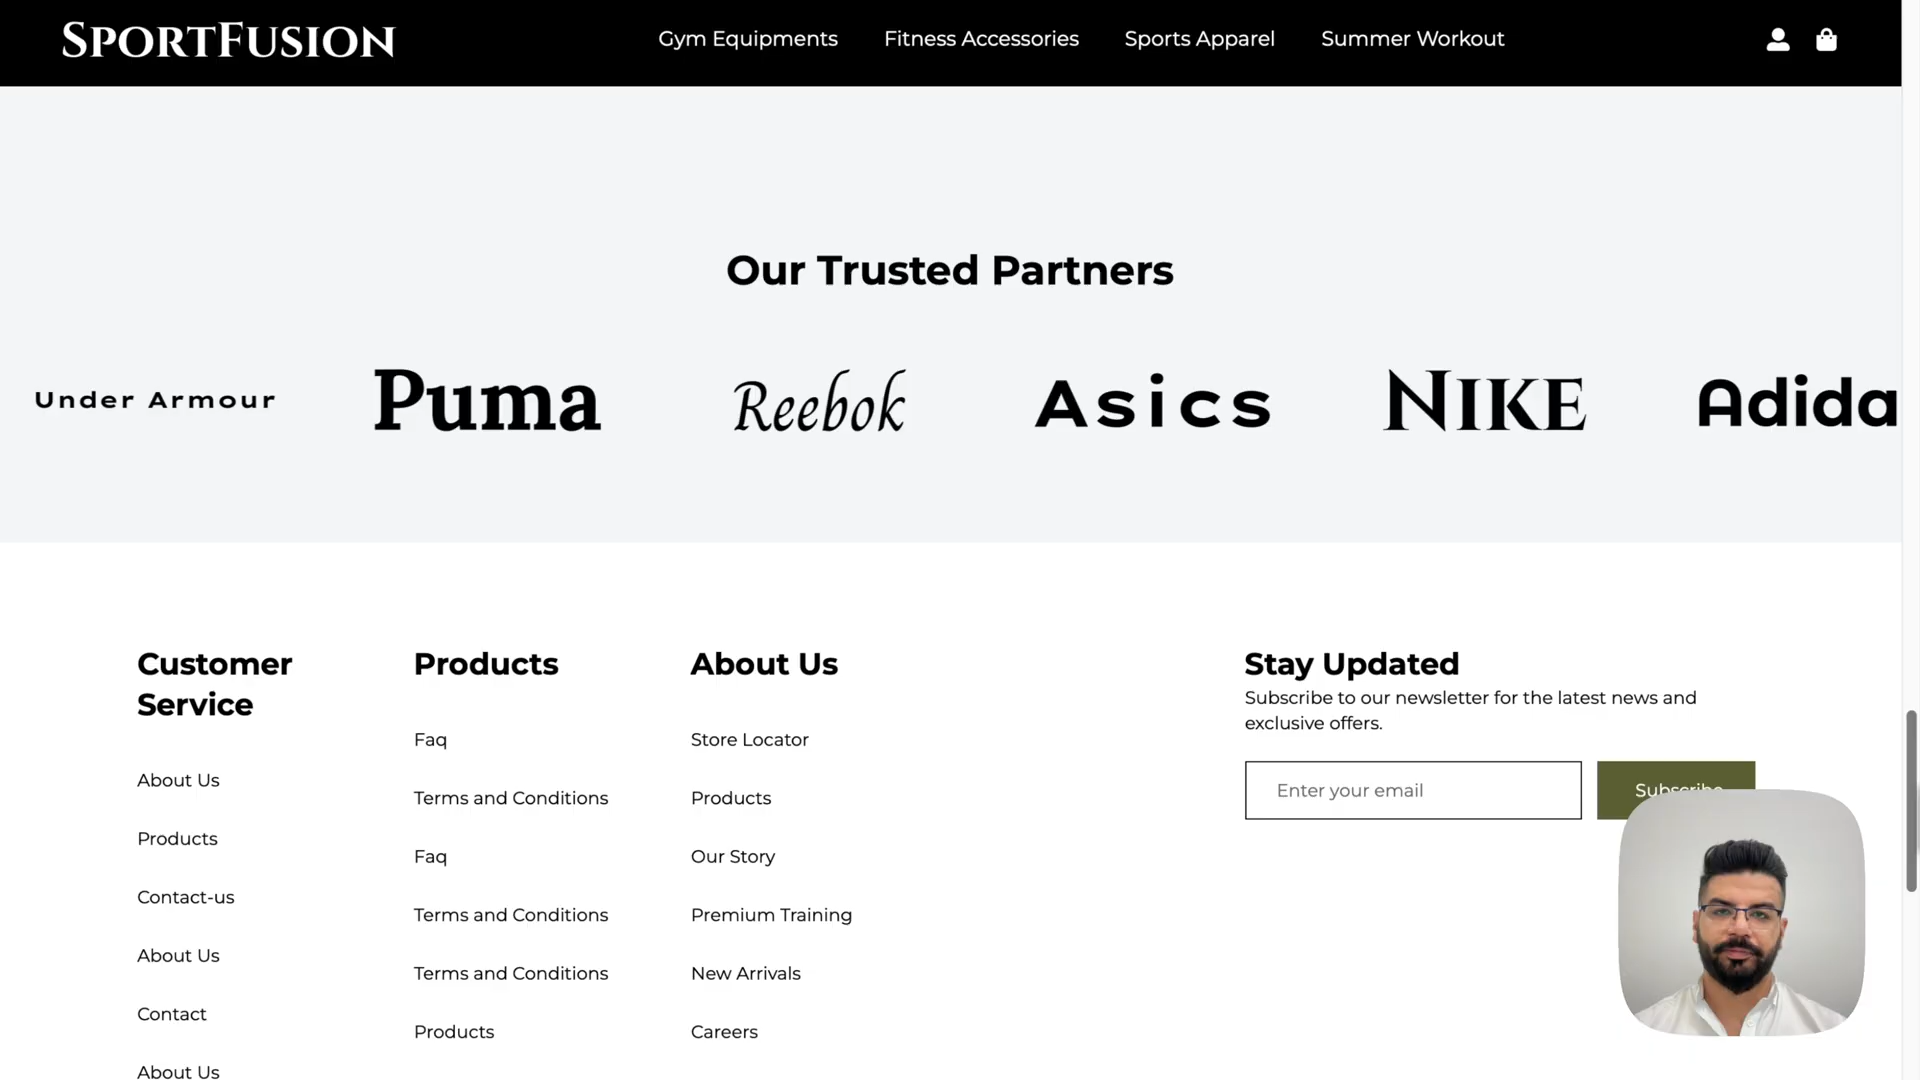 SPORTFUSION
Gym Equipments
Fitness Accessories
Sports Apparel
Summer Workout
Our Trusted Partners
Under Armour
Puma
Reebok
Asics
NIKE
Adida
Customer
Service
About Us
Products
Contact-us
About Us
Contact
About Us
Products
Faq
Terms and Conditions
Faq
Terms and Conditions
Terms and Conditions
Products
About Us
Store Locator
Products
Our Story
Premium Training
New Arrivals
Careers
Stay Updated
Subscribe to our newsletter for the latest news and
exclusive offers.
Enter your email
Subscribe